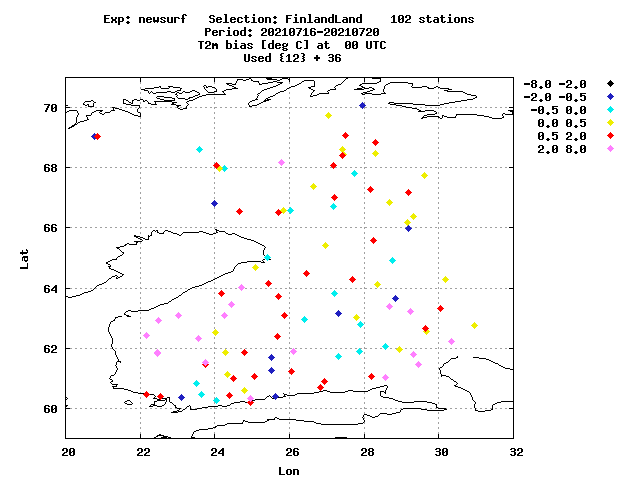 Exp: newsurf Selection: FinlandLand 102 stations
Period: 20210716-20210720
T2m bias [deg C] at 00 UTC
Used {12} + 36
-8.0 -2.0
-2.0 -0.5
-0.5 0.0
0.0 0.5
0.5 2.0
2.0 8.0
70
68
66
64
62
60
Lat
20 22 24 26 28 30 32
Lon